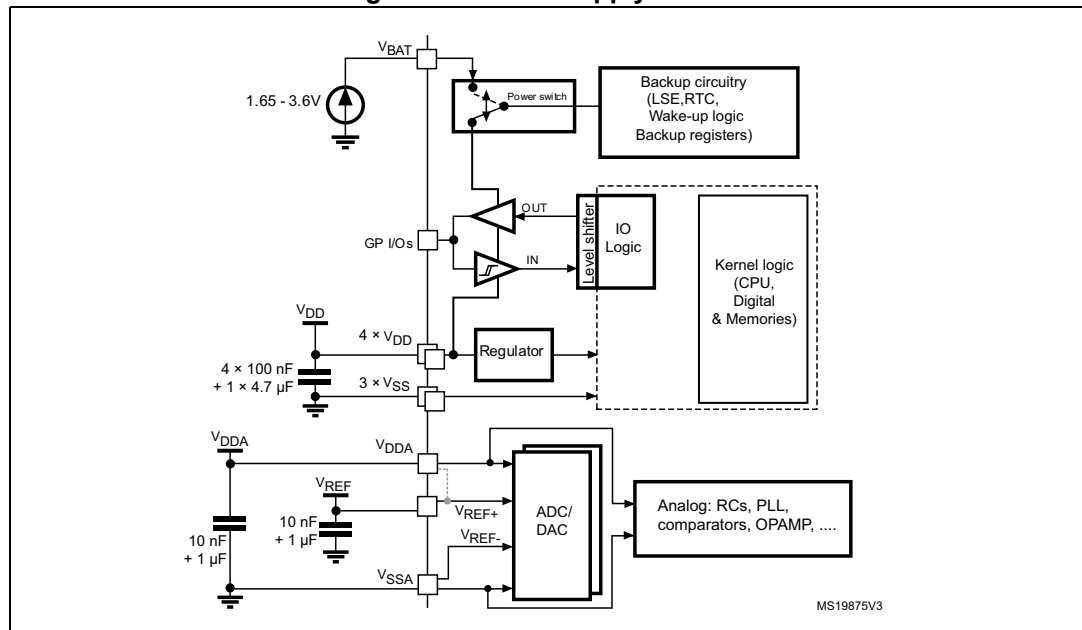 VBAT
1.65 - 3.6V
Power switch
Backup circuitry
(LSE,RTC,
Wake-up logic
Backup registers)
OUT
GP I/Os
IN
Level shifter
IO
Logic
Kernel logic
(CPU,
Digital
& Memories)
VDD
4 × VDD
Regulator
4 × 100 nF
+ 1 × 4.7 µF
3 × VSS
VDDA
VDDA
VREF
VREF+
10 nF
+ 1 µF
10 nF
+ 1 µF
VREF-
VSSA
ADC/
DAC
Analog: RCs, PLL,
comparators, OPAMP, ....
MS19875V3